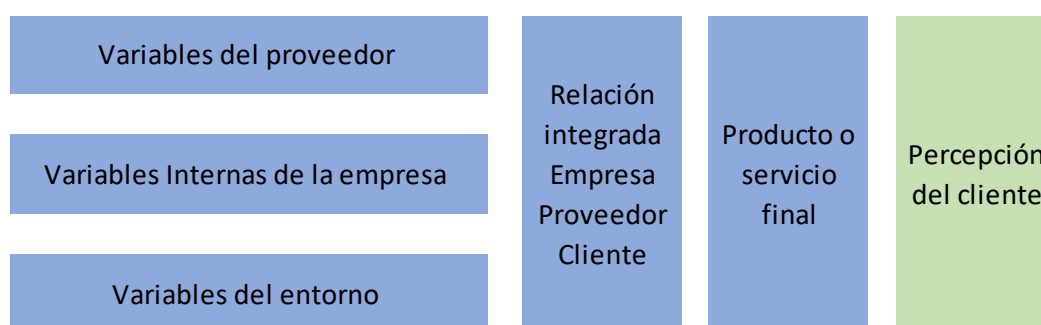 Variables del proveedor
Variables Internas de la empresa
Variables del entorno
Relación
integrada
Empresa
Proveedor
Cliente
Producto o
servicio
final
Percepción
del cliente